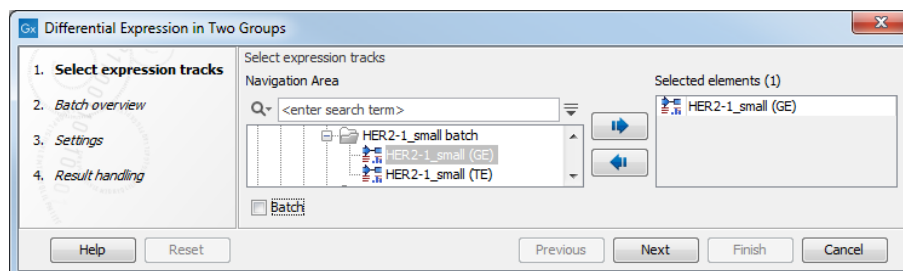 Gx Differential Expression in Two Groups
1. Select expression tracks
2. Batch overview
3. Settings
4. Result handling
Select expression tracks
Navigation Area
<enter search term>
HER2-1_small batch
HER2-1_small (GE)
HER2-1_small (TE)
Batch
Selected elements (1)
HER2-1_small (GE)
Help
Reset
Previous
Next
Finish
Cancel